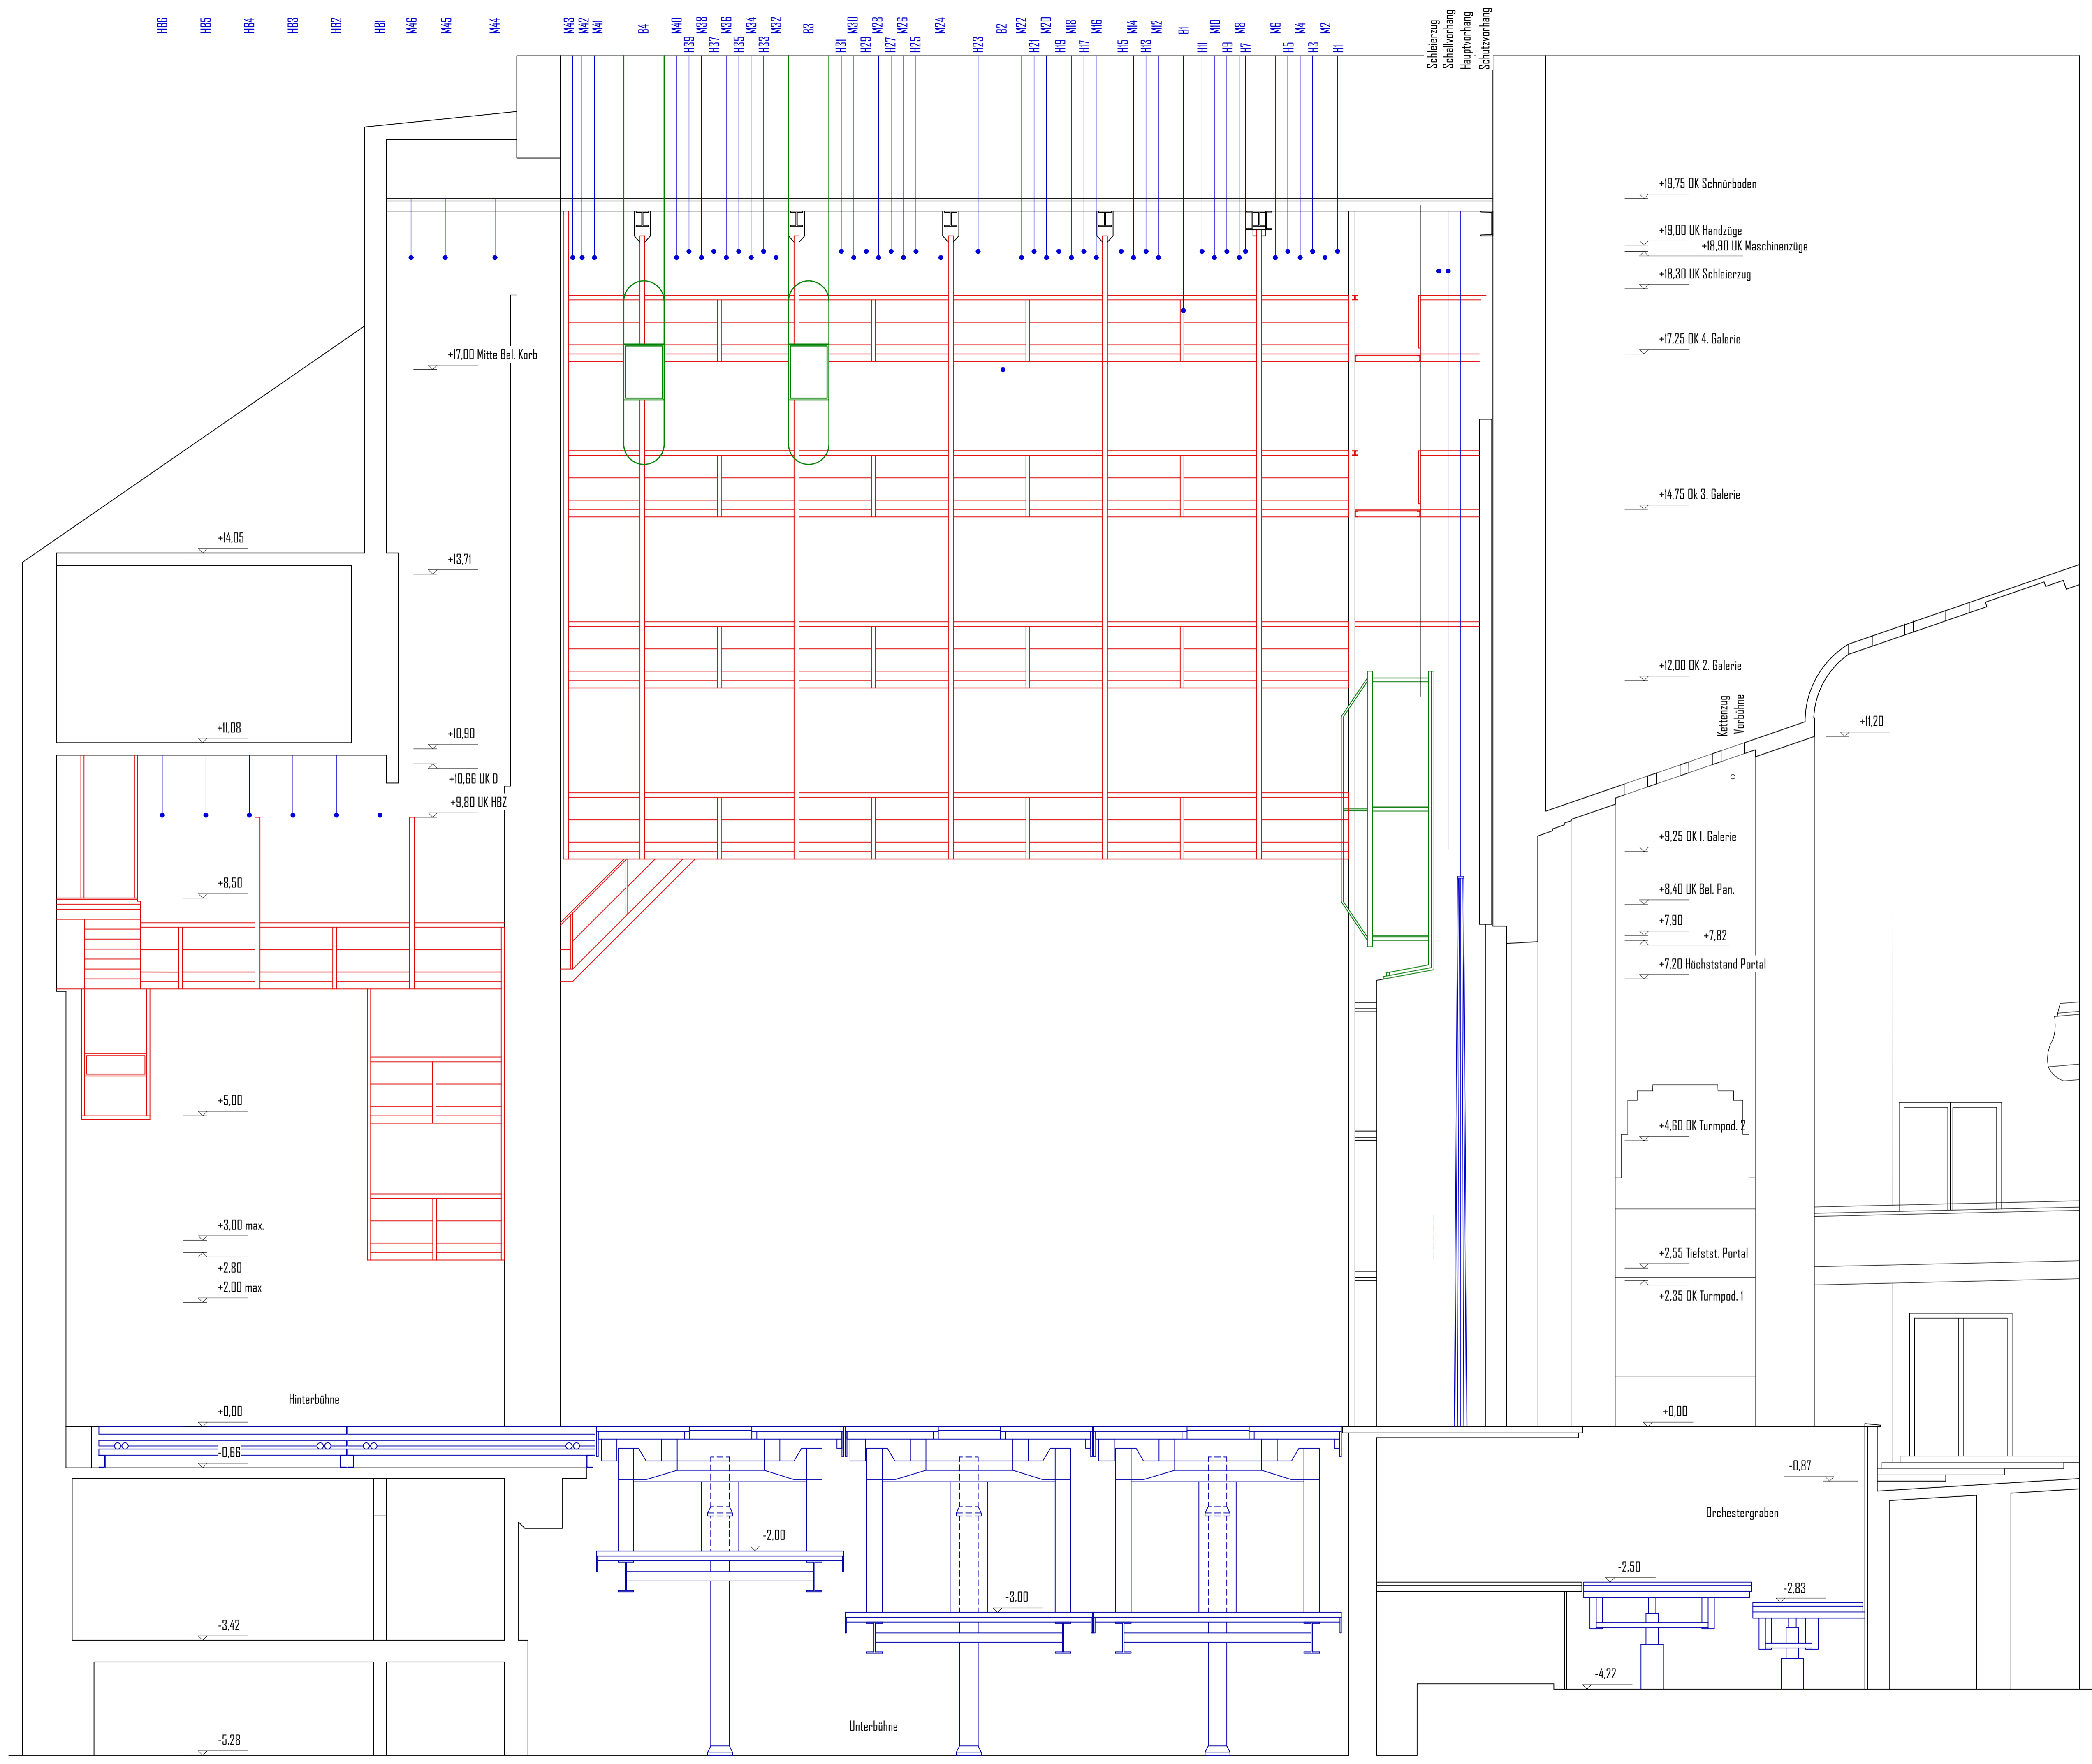 HB6
HB5
HB4
HB3
HB2
HB1
M46
M45
M44
M43
M42
M41
B4
M40
H39
M38
H37
M36
H35
M34
H33
M32
B3
H31
M30
H29
M28
H27
M26
H25
M24
H23
B2
M22
H21
M20
H19
M18
H17
M16
H15
M14
H13
M12
B1
H11
M10
H9
M8
H7
M6
H5
M4
H3
M2
H1
Schleierzug
Schallvorhang
Hauptvorhang
Schutzvorhang
+19,75 OK Schnürboden
+19,00 UK Handzüge
+18,90 UK Maschinenzüge
+18,30 UK Schleierzug
+17,25 OK 4. Galerie
+17,00 Mitte Bel. Korb
+14,75 Ok 3. Galerie
+14,05
+13,71
+12,00 OK 2. Galerie
Kettenzug
Vorbühne
+11,20
+11,08
+10,90
+10,66 UK D
+9,80 UK HBZ
+9,25 OK 1. Galerie
+8,50
+8,40 UK Bel. Pan.
+7,90
+7,82
+7,20 Höchststand Portal
+5,00
+4,60 OK Turmpod. 2
+3,00 max.
+2,80
+2,00 max
+2,55 Tiefstst. Portal
+2,35 OK Turmpod. 1
Hinterbühne
+0,00
+0,00
-0,66
-0,87
Orchestergraben
-2,00
-2,50
-2,83
-3,00
-3,42
-4,22
Unterbühne
-5,28